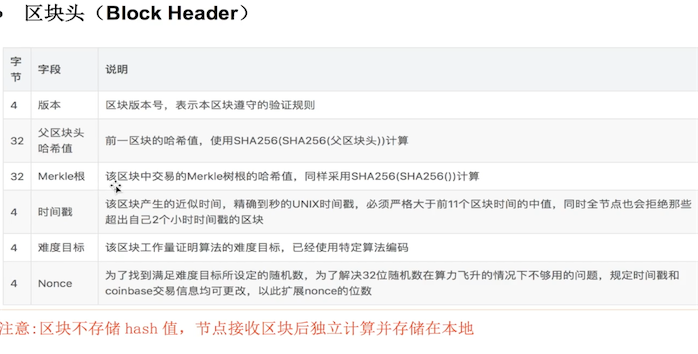 • 区块头（Block Header）
字节 字段 说明
4 版本 区块版本号，表示本区块遵守的验证规则
32 父区块头哈希值 前一区块的哈希值，使用SHA256(SHA256(父区块头))计算
32 Merkle根 该区块中交易的Merkle树根的哈希值，同样采用SHA256(SHA256())计算
4 时间戳 该区块产生的近似时间，精确到秒的UNIX时间戳，必须严格大于前11个区块时间的中值，同时全节点也会拒绝那些
超出自己2个小时时间戳的区块
4 难度目标 该区块工作量证明算法的难度目标，已经使用特定算法编码
4 Nonce 为了找到满足难度目标所设定的随机数，为了解决32位随机数在算力飞升的情况下不够用的问题，规定时间戳和
coinbase交易信息均可更改，以此扩展nonce的位数
注意:区块不存储 hash 值，节点接收区块后独立计算并存储在本地